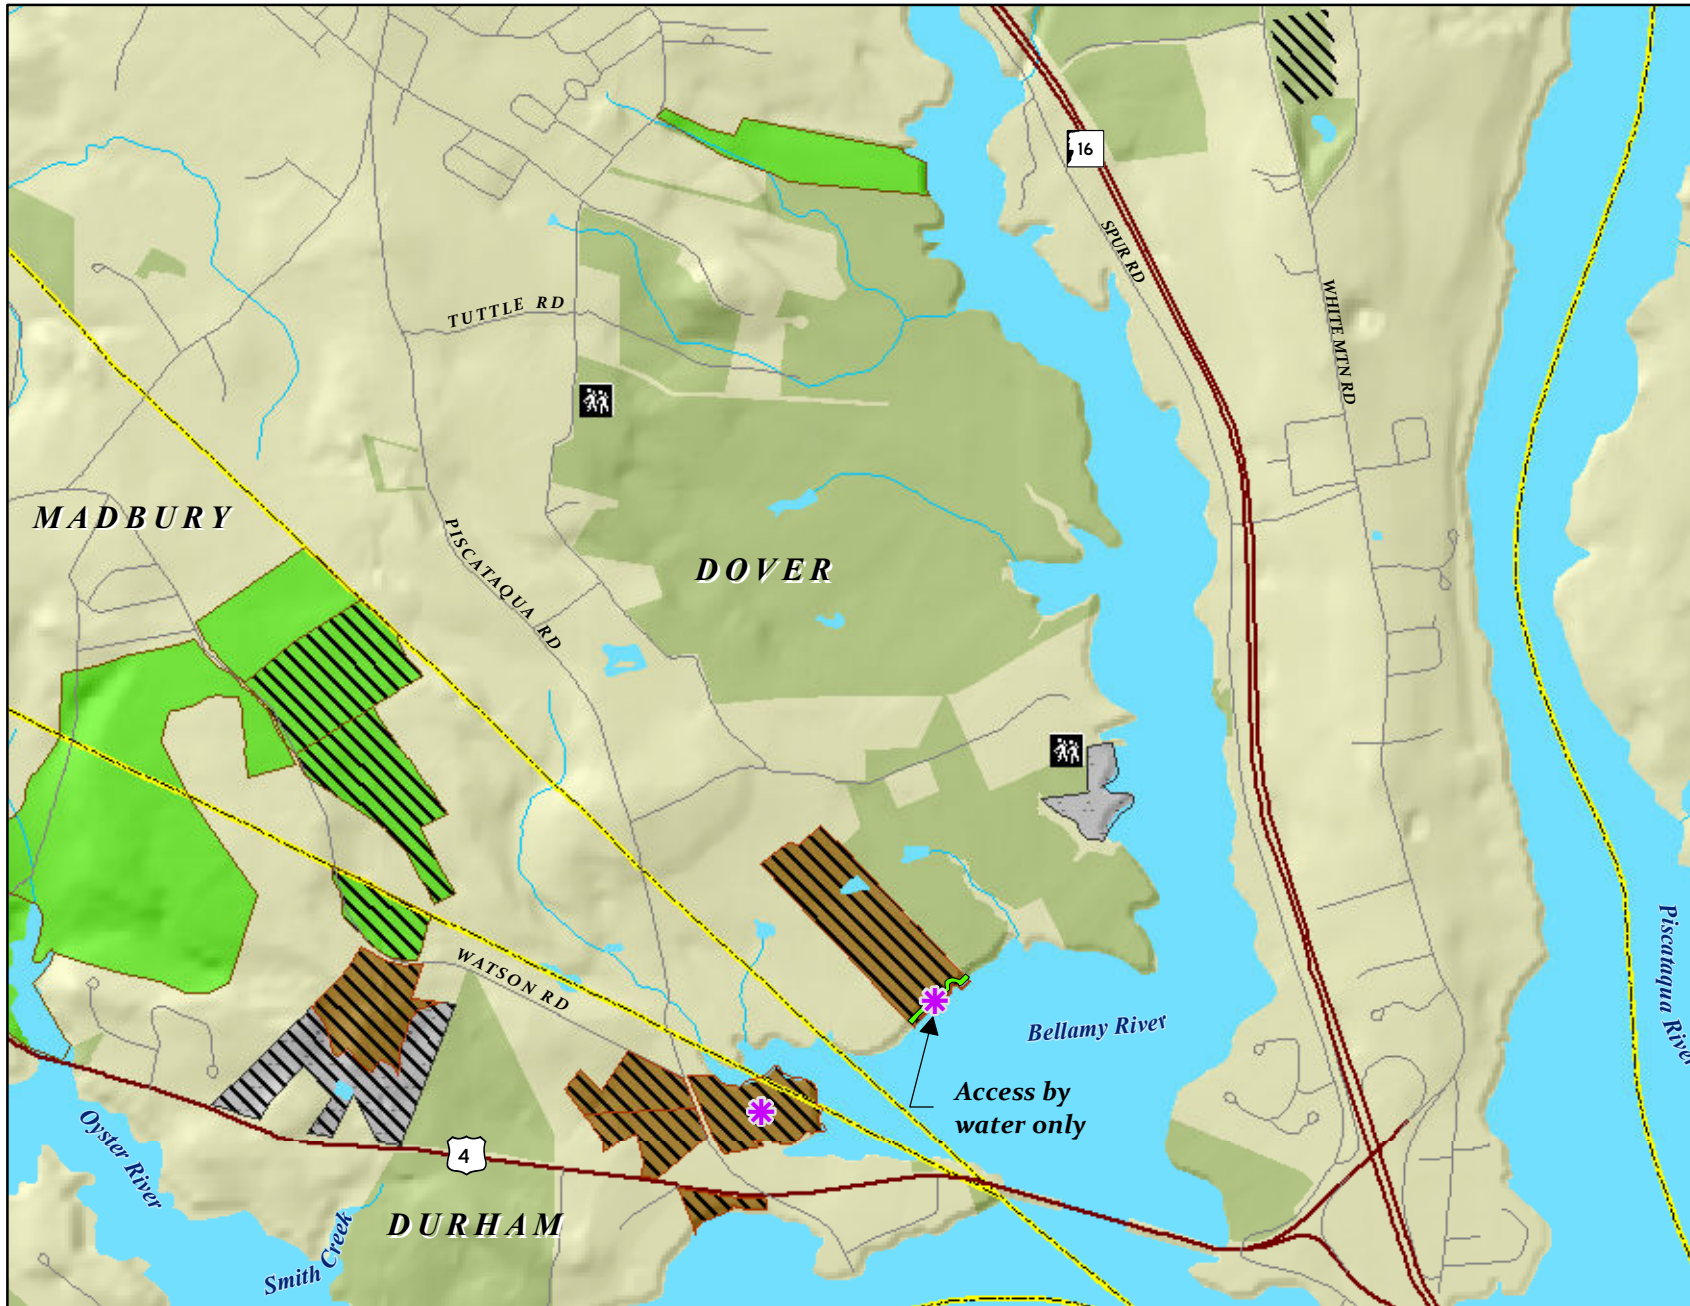 16
SPUR RD
WHITE MTN RD
TUTTLE RD
MADBURY
PISCATAQUA RD
DOVER
WATSON RD
Piscataqua River
Bellamy River
Access by
water only
Oyster River
4
DURHAM
Smith Creek